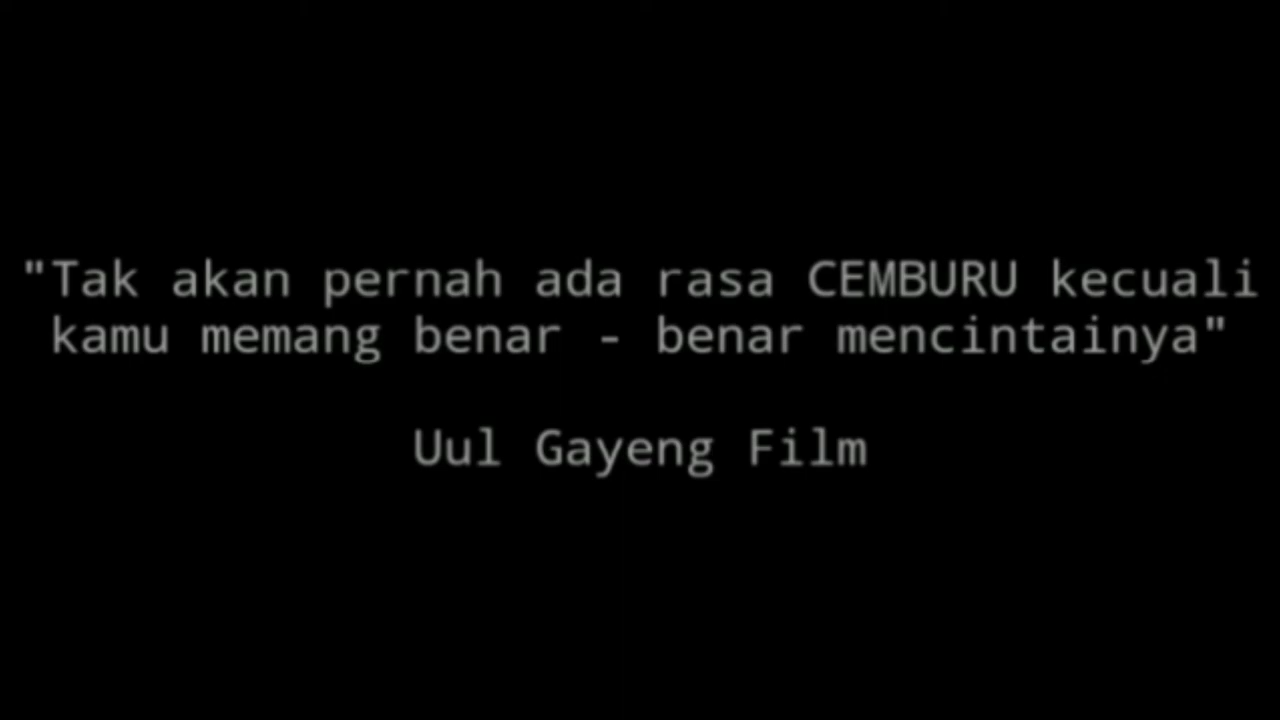 "Tak akan pernah ada rasa CEMBURU kecuali
kamu memang benar - benar mencintainya"
Uul Gayeng Film